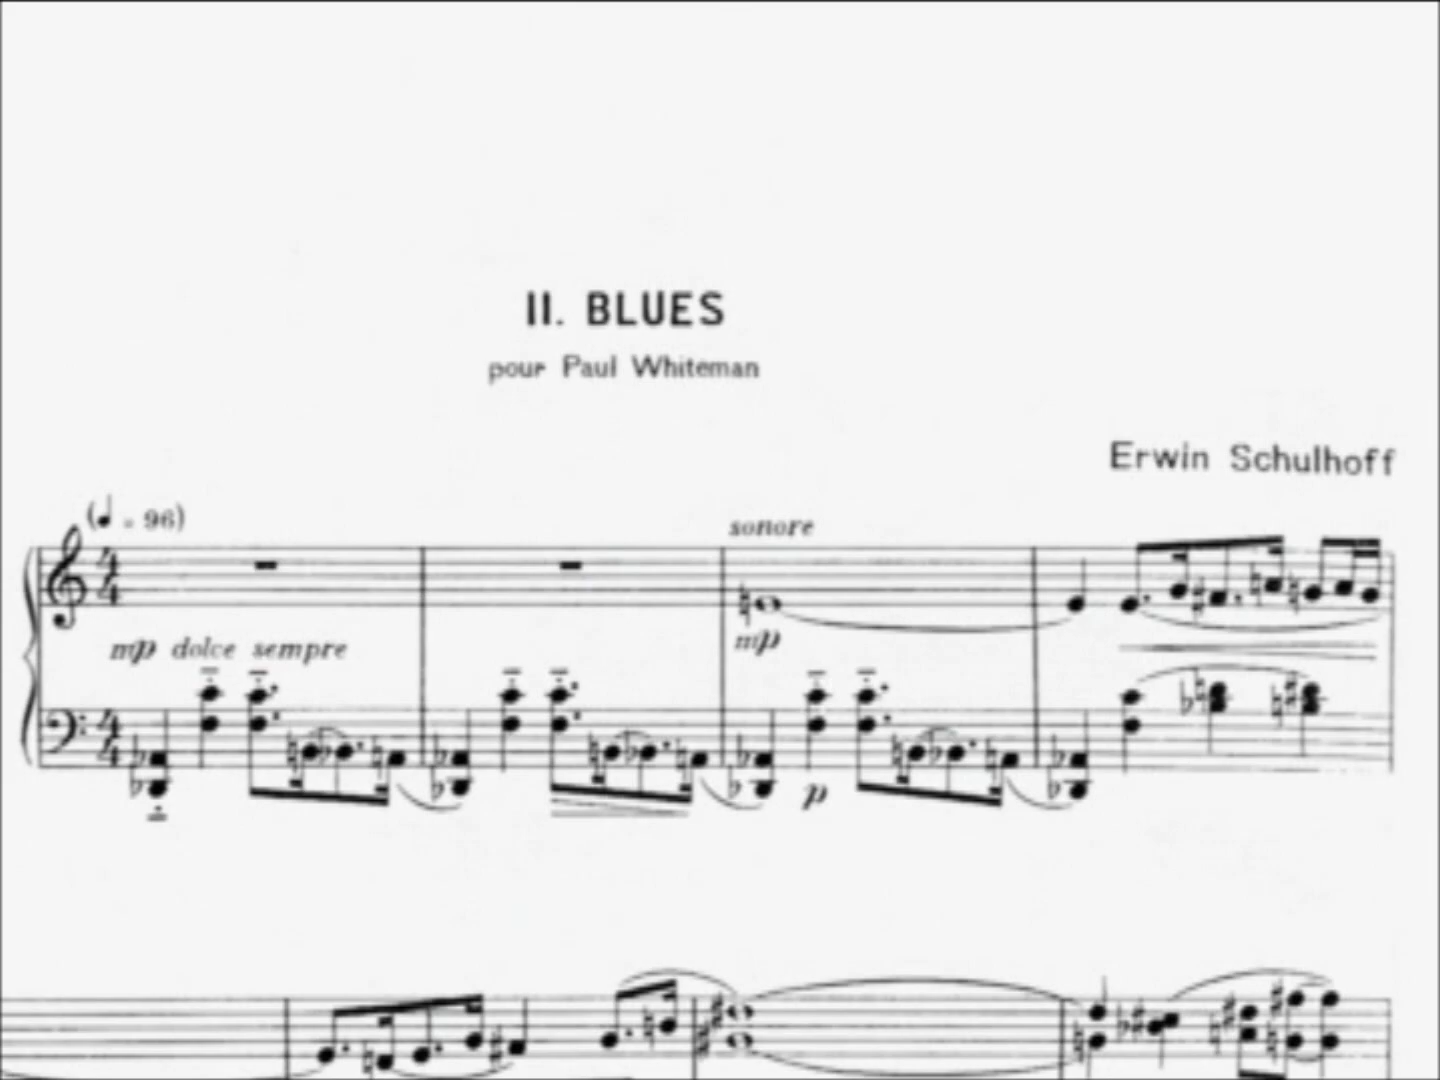 II. BLUES
pour Paul Whiteman
Erwin Schulhoff
(♩ = 96)
sonore
mp dolce sempre
mp
p